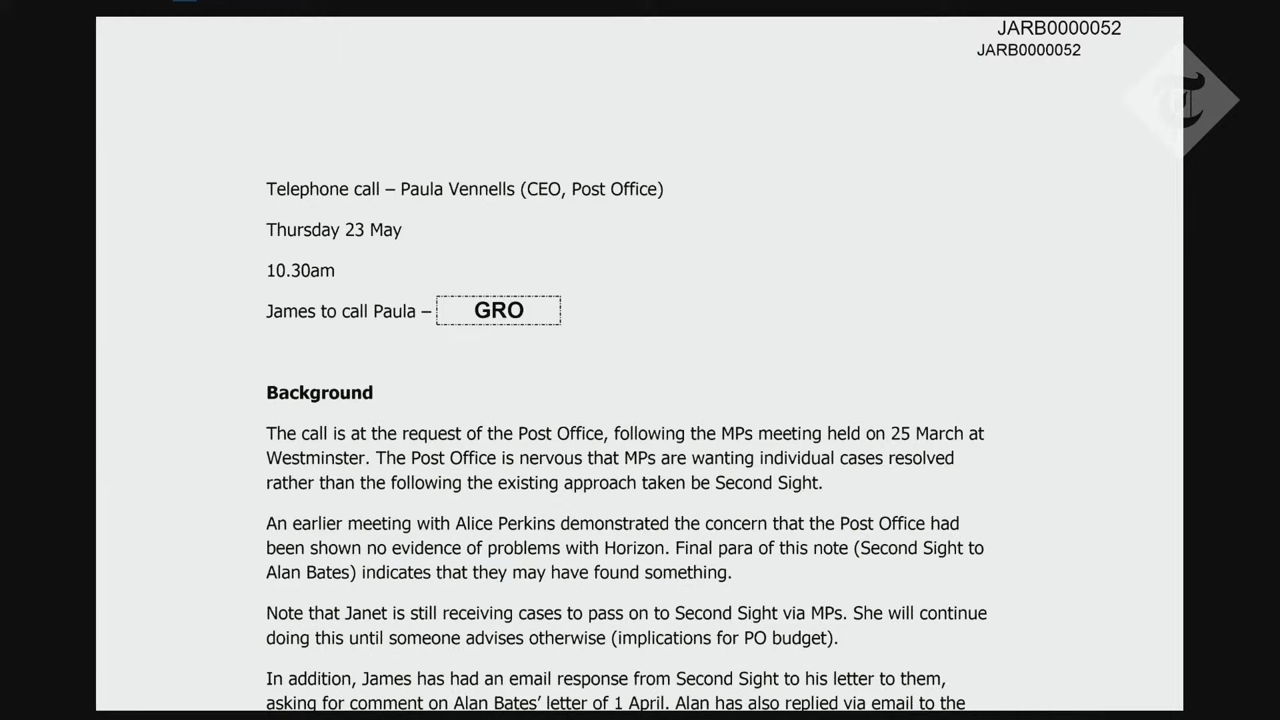 JARB0000052
JARB0000052
Telephone call – Paula Vennells (CEO, Post Office)
Thursday 23 May
10.30am
James to call Paula – GRO
Background
The call is at the request of the Post Office, following the MPs meeting held on 25 March at
Westminster. The Post Office is nervous that MPs are wanting individual cases resolved
rather than the following the existing approach taken be Second Sight.
An earlier meeting with Alice Perkins demonstrated the concern that the Post Office had
been shown no evidence of problems with Horizon. Final para of this note (Second Sight to
Alan Bates) indicates that they may have found something.
Note that Janet is still receiving cases to pass on to Second Sight via MPs. She will continue
doing this until someone advises otherwise (implications for PO budget).
In addition, James has had an email response from Second Sight to his letter to them,
asking for comment on Alan Bates’ letter of 1 April. Alan has also replied via email to the